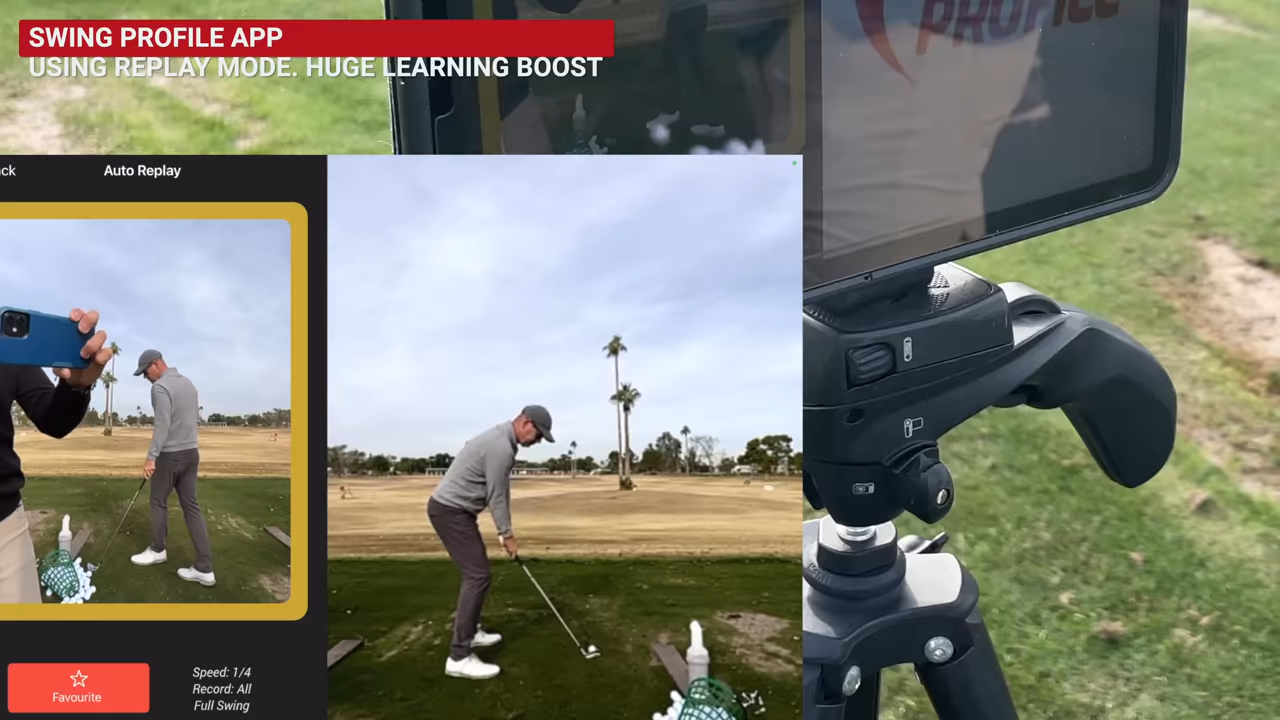 SWING PROFILE APP
USING REPLAY MODE. HUGE LEARNING BOOST
PROFILE
Auto Replay
Favourite
Speed: 1/4
Record: All
Full Swing